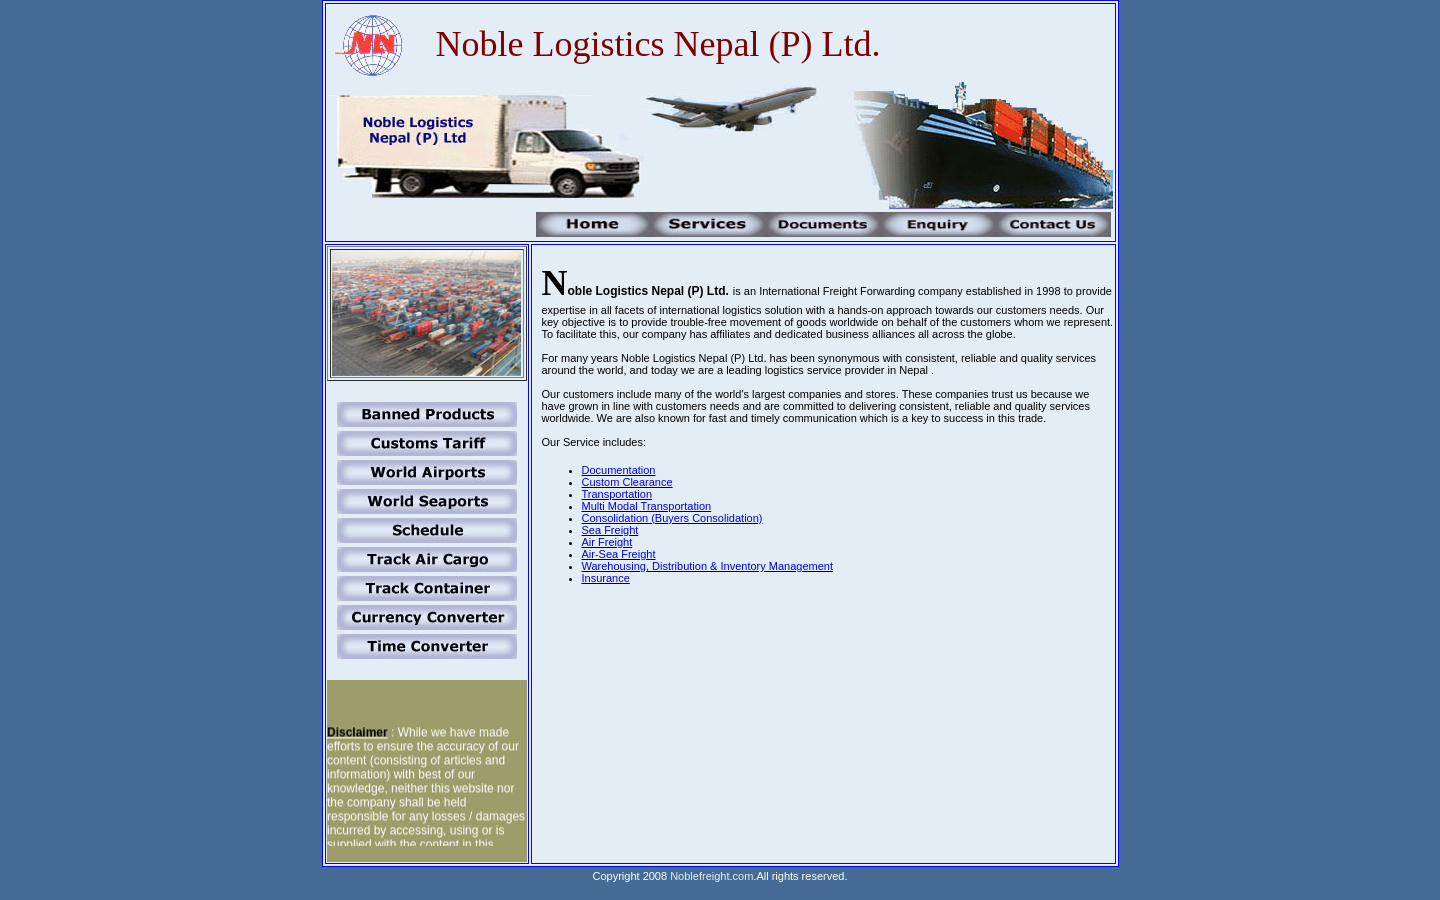 NN
Noble Logistics Nepal (P) Ltd.
Noble Logistics
Nepal (P) Ltd
Home Services Documents Enquiry Contact Us
Noble Logistics Nepal (P) Ltd. is an International Freight Forwarding company established in 1998 to provide
expertise in all facets of international logistics solution with a hands-on approach towards our customers needs. Our
key objective is to provide trouble-free movement of goods worldwide on behalf of the customers whom we represent.
To facilitate this, our company has affiliates and dedicated business alliances all across the globe.
For many years Noble Logistics Nepal (P) Ltd. has been synonymous with consistent, reliable and quality services
around the world, and today we are a leading logistics service provider in Nepal .
Our customers include many of the world's largest companies and stores. These companies trust us because we
have grown in line with customers needs and are committed to delivering consistent, reliable and quality services
worldwide. We are also known for fast and timely communication which is a key to success in this trade.
Our Service includes:
Documentation
Custom Clearance
Transportation
Multi Modal Transportation
Consolidation (Buyers Consolidation)
Sea Freight
Air Freight
Air-Sea Freight
Warehousing, Distribution & Inventory Management
Insurance
Banned Products
Customs Tariff
World Airports
World Seaports
Schedule
Track Air Cargo
Track Container
Currency Converter
Time Converter
Disclaimer : While we have made
efforts to ensure the accuracy of our
content (consisting of articles and
information) with best of our
knowledge, neither this website nor
the company shall be held
responsible for any losses / damages
incurred by accessing, using or is
supplied with the content in this
Copyright 2008 Noblefreight.com.All rights reserved.